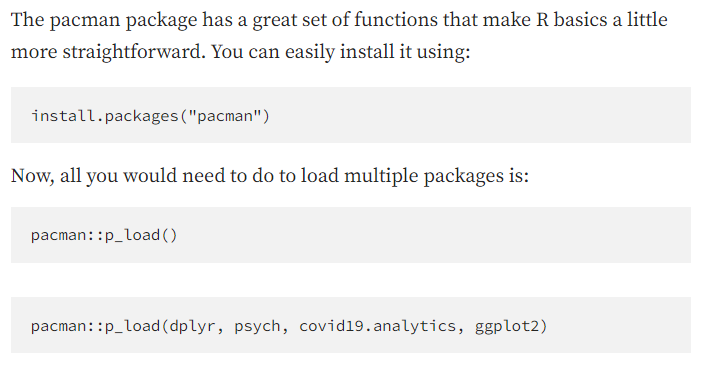 The pacman package has a great set of functions that make R basics a little
more straightforward. You can easily install it using:
install.packages("pacman")
Now, all you would need to do to load multiple packages is:
pacman::p_load()
pacman::p_load(dplyr, psych, covid19.analytics, ggplot2)